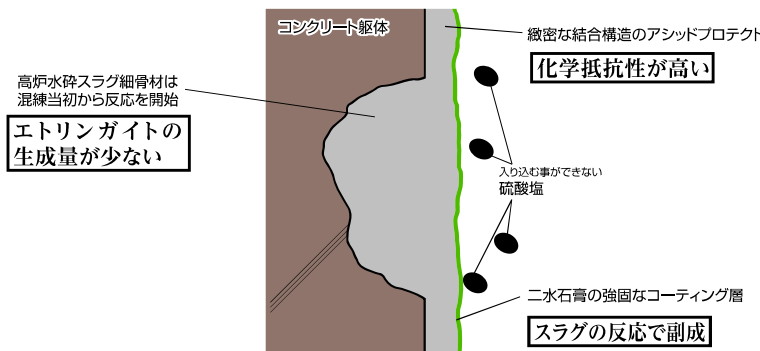 コンクリート躯体
緻密な結合構造のアシッドプロテクト
化学抵抗性が高い
高炉水砕スラグ細骨材は
混練当初から反応を開始
エトリンガイトの
生成量が少ない
入り込む事ができない
硫酸塩
二水石膏の強固なコーティング層
スラグの反応で副成